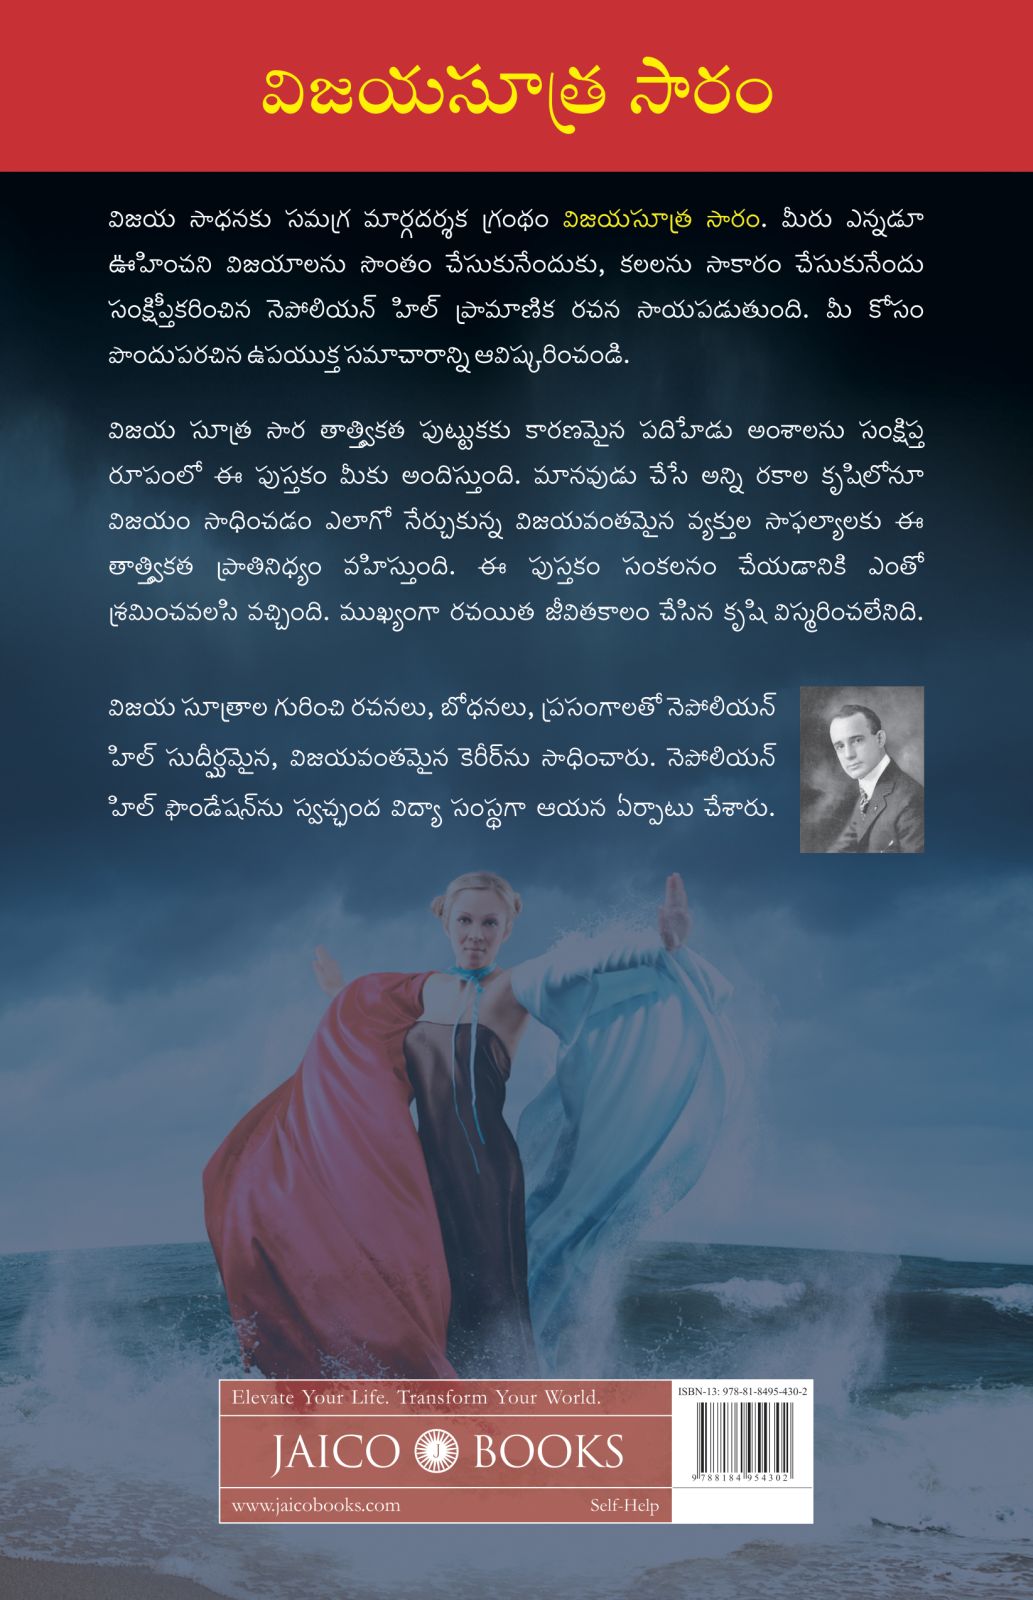 విజయసూత్ర సారం
విజయ సాధనకు సమగ్ర మార్గదర్శక గ్రంథం విజయసూత్ర సారం. మీరు ఎన్నడూ
ఊహించని విజయాలను సొంతం చేసుకునేందుకు, కలలను సాకారం చేసుకునేందు
సంక్షిప్తీకరించిన నెపోలియన్ హిల్ ప్రామాణిక రచన సాయపడుతుంది. మీ కోసం
పొందుపరచిన ఉపయుక్త సమాచారాన్ని ఆవిష్కరించండి.
విజయ సూత్ర సార తాత్త్వికత పుట్టుకకు కారణమైన పదిహేడు అంశాలను సంక్షిప్త
రూపంలో ఈ పుస్తకం మీకు అందిస్తుంది. మానవుడు చేసే అన్ని రకాల కృషిలోనూ
విజయం సాధించడం ఎలాగో నేర్చుకున్న విజయవంతమైన వ్యక్తుల సాఫల్యాలకు ఈ
తాత్త్వికత ప్రాతినిధ్యం వహిస్తుంది. ఈ పుస్తకం సంకలనం చేయడానికి ఎంతో
శ్రమించవలసి వచ్చింది. ముఖ్యంగా రచయిత జీవితకాలం చేసిన కృషి విస్మరించలేనిది.
విజయ సూత్రాల గురించి రచనలు, బోధనలు, ప్రసంగాలతో నెపోలియన్
హిల్ సుదీర్ఘమైన, విజయవంతమైన కెరీర్‌ను సాధించారు. నెపోలియన్
హిల్ ఫౌండేషన్‌ను స్వచ్ఛంద విద్యా సంస్థగా ఆయన ఏర్పాటు చేశారు.
Elevate Your Life. Transform Your World.
JAICO J BOOKS
www.jaicobooks.com Self-Help
ISBN-13: 978-81-8495-430-2
9 788184 954302